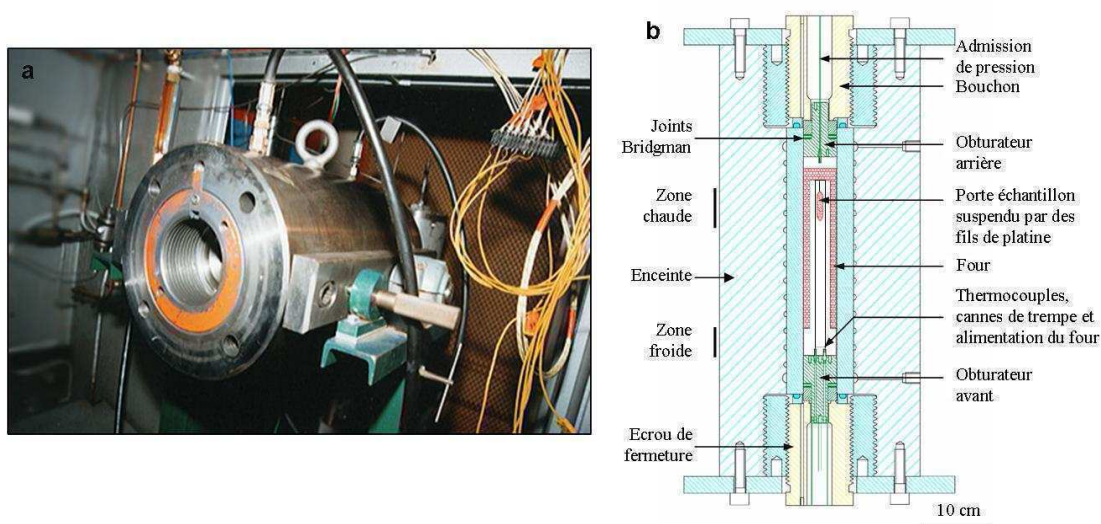 a
b
Admission
de pression
Bouchon
Joints
Bridgman
Obturateur
arrière
Zone
chaude
Porte échantillon
suspendu par des
fils de platine
Enceinte
Four
Thermocouples,
cannes de trempe et
alimentation du four
Zone
froide
Obturateur
avant
Ecrou de
fermeture
10 cm